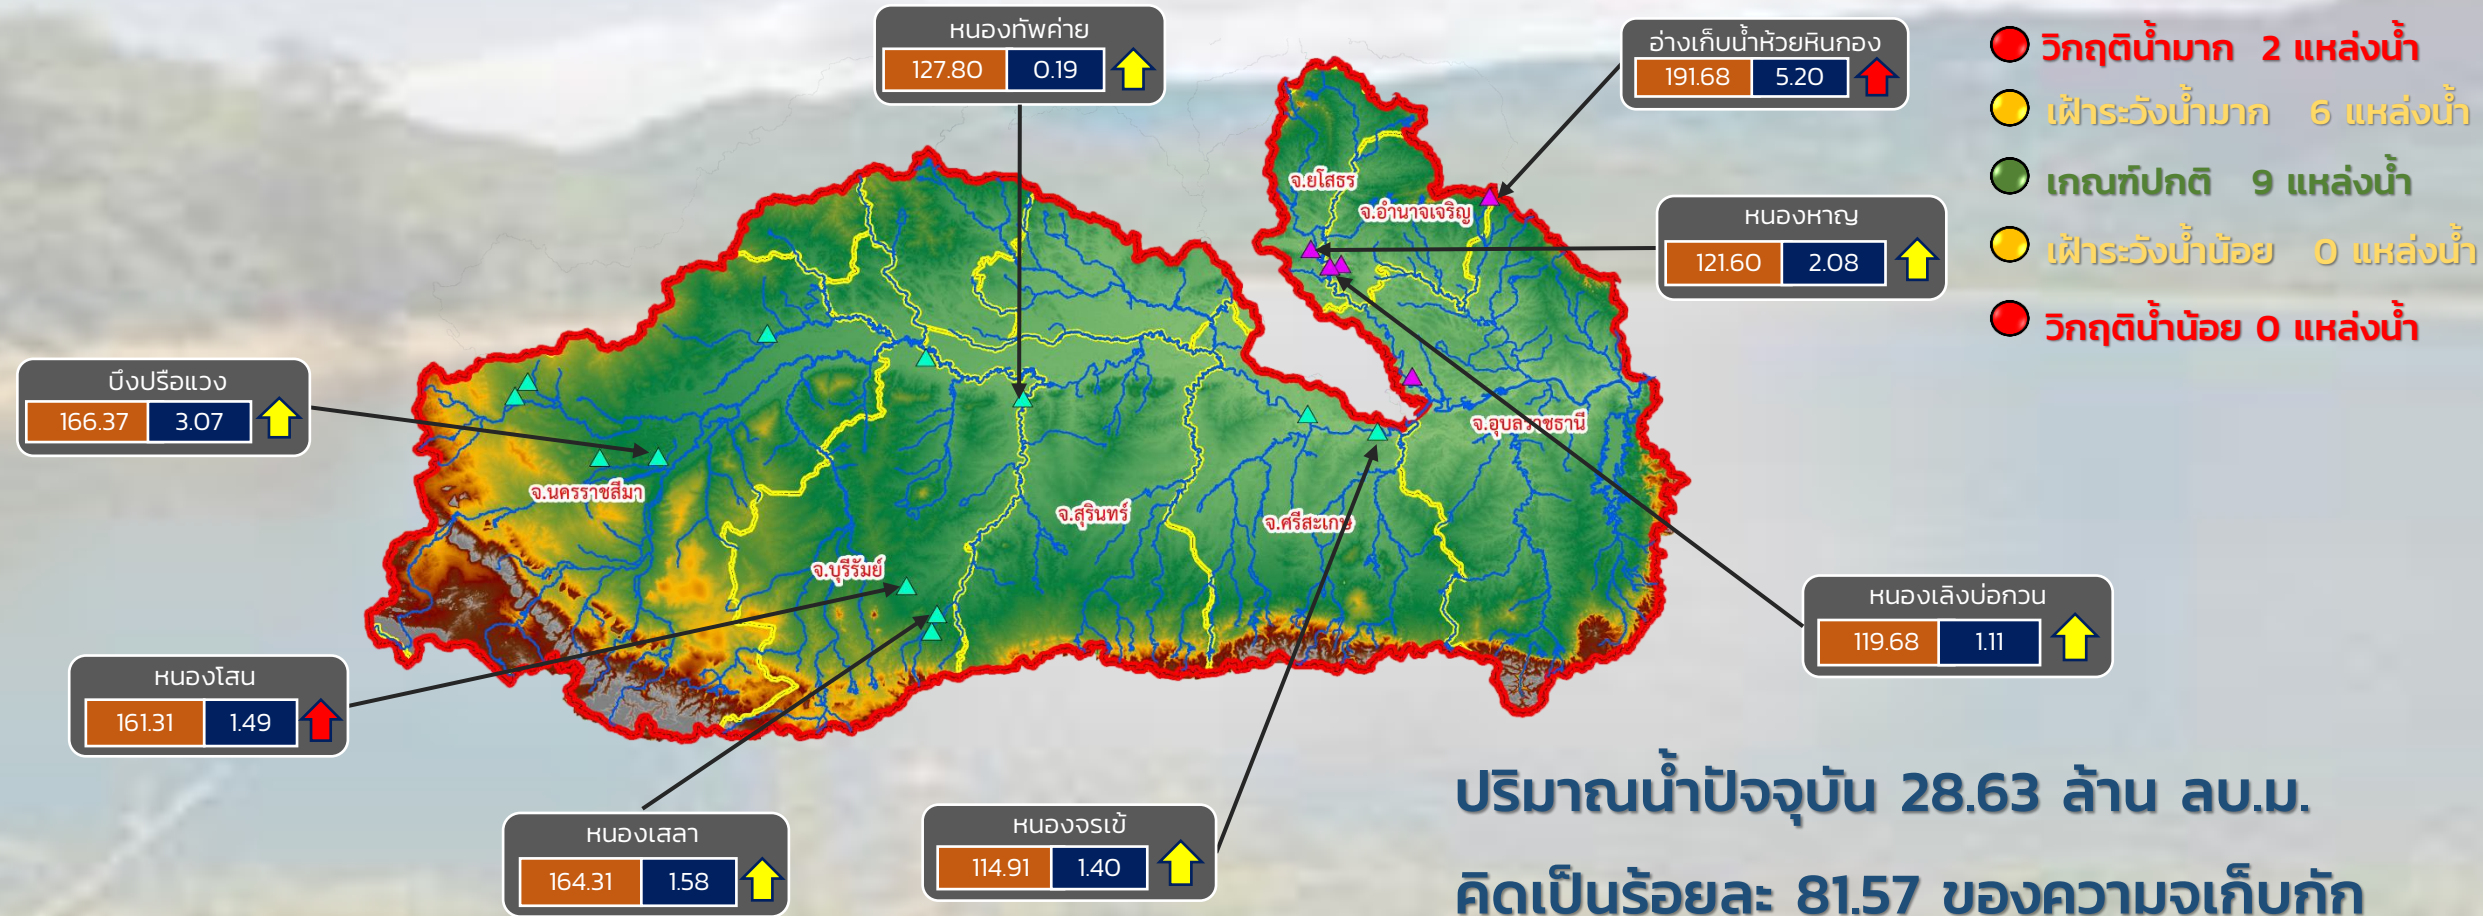 หนองทัพค่าย
127.80 0.19
อ่างเก็บน้ำห้วยหินกอง
191.68 5.20
วิกฤติน้ำมาก 2 แหล่งน้ำ
เฝ้าระวังน้ำมาก 6 แหล่งน้ำ
เกณฑ์ปกติ 9 แหล่งน้ำ
เฝ้าระวังน้ำน้อย 0 แหล่งน้ำ
วิกฤติน้ำน้อย 0 แหล่งน้ำ
จ.ยโสธร
จ.อำนาจเจริญ
หนองหาญ
121.60 2.08
บึงปรือแวง
166.37 3.07
จ.อุบลราชธานี
จ.นครราชสีมา
จ.สุรินทร์
จ.ศรีสะเกษ
จ.บุรีรัมย์
หนองเลิงบ่อกวน
119.68 1.11
หนองโสน
161.31 1.49
หนองเสลา
164.31 1.58
หนองจรเข้
114.91 1.40
ปริมาณน้ำปัจจุบัน 28.63 ล้าน ลบ.ม.
คิดเป็นร้อยละ 81.57 ของความจุเก็บกัก